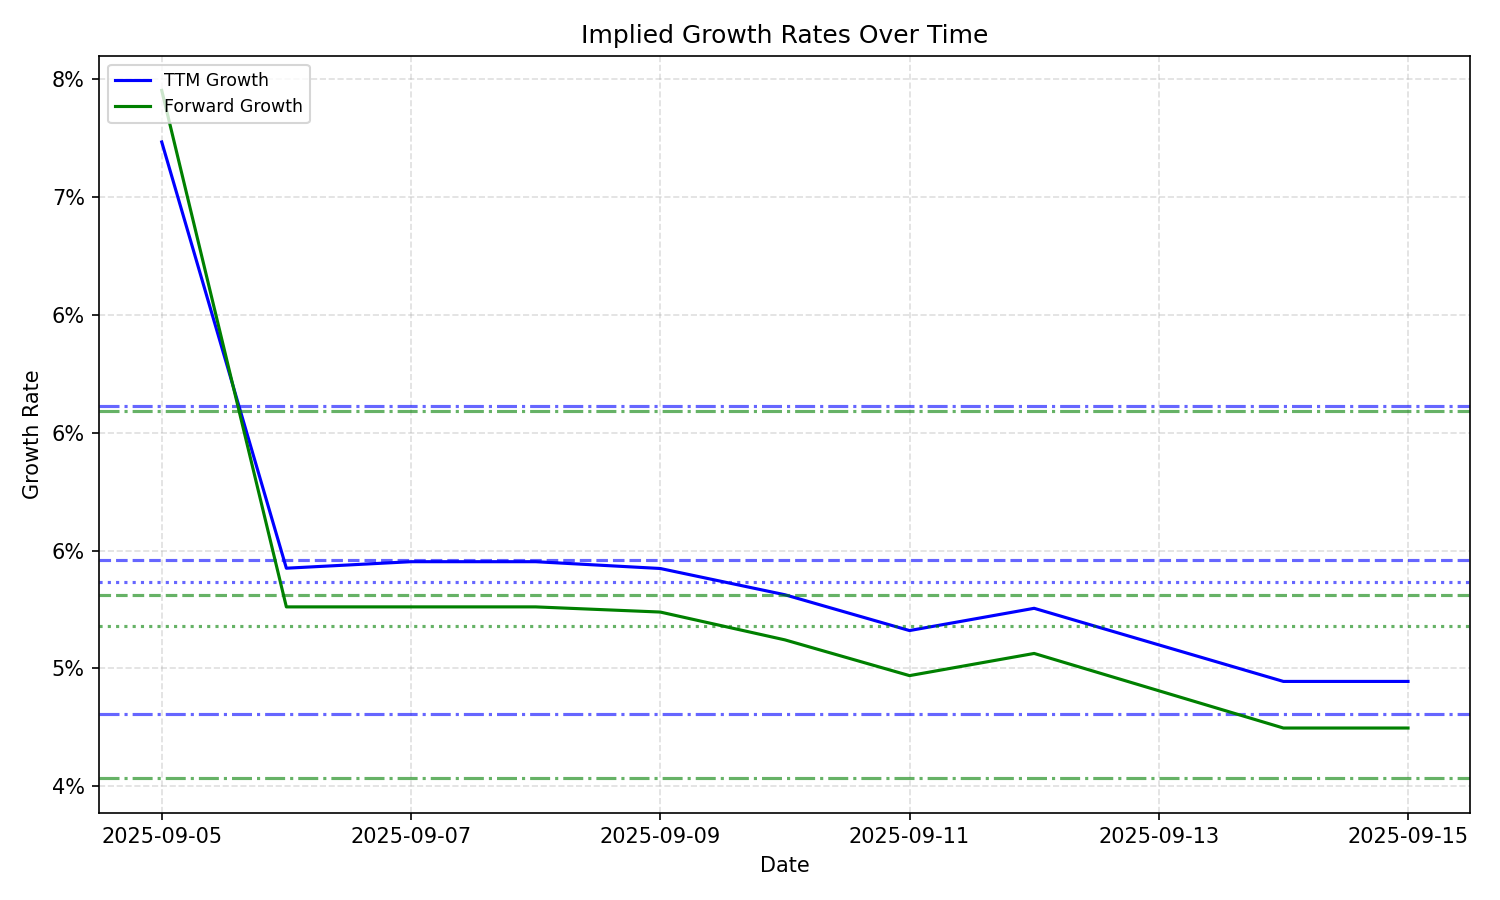 Implied Growth Rates Over Time
TTM Growth
Forward Growth
8%
7%
6%
6%
6%
5%
4%
Growth Rate
2025-09-05
2025-09-07
2025-09-09
2025-09-11
2025-09-13
2025-09-15
Date